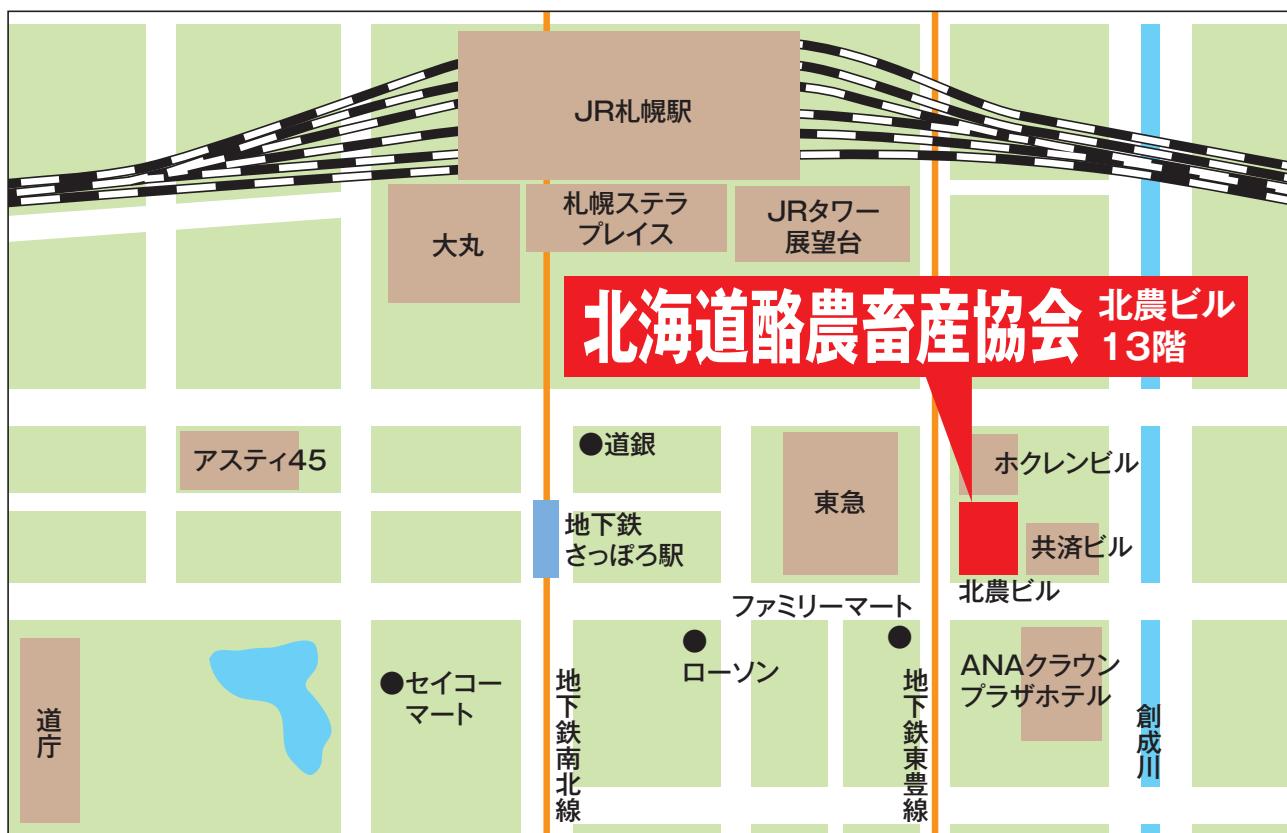 JR札幌駅
大丸
札幌ステラ
プレイス
JRタワー
展望台
北海道酪農畜産協会
北農ビル
13階
アスティ45
道銀
東急
ホクレンビル
地下鉄
さっぽろ駅
共済ビル
北農ビル
ファミリーマート
ローソン
セイコー
マート
ANAクラウン
プラザホテル
道庁
地下鉄南北線
地下鉄東豊線
創成川